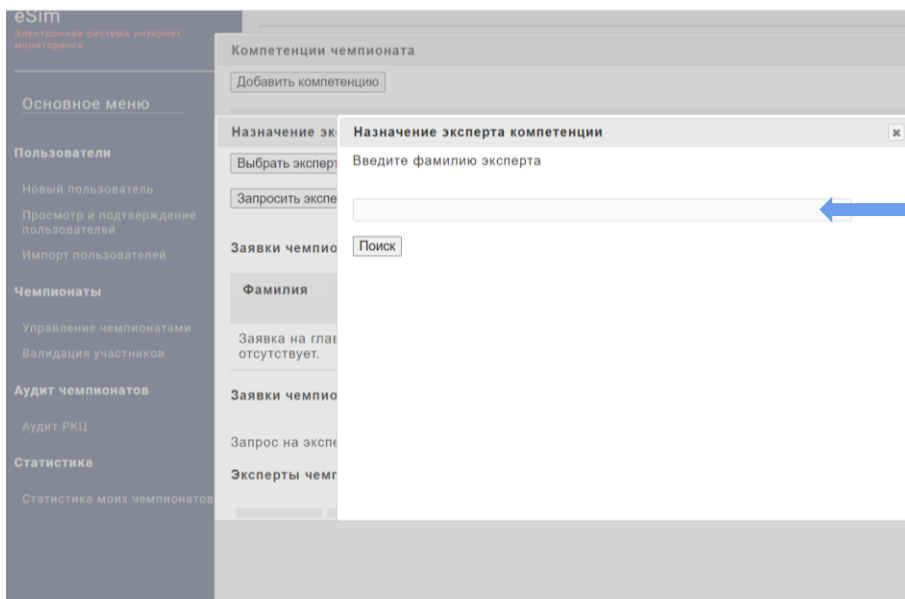 eSim
Электронная система интернет
мониторинга
Основное меню
Пользователи
Новый пользователь
Просмотр и подтверждение
пользователей
Импорт пользователей
Чемпионаты
Управление чемпионатами
Валидация участников
Аудит чемпионатов
Аудит РКЦ
Статистика
Статистика моих чемпионатов
Компетенции чемпионата
Добавить компетенцию
Назначение эк
Выбрать эксперт
Запросить экспе
Заявки чемпио
Фамилия
Заявка на глав
отсутствует.
Заявки чемпио
Запрос на экспе
Эксперты чемп
Назначение эксперта компетенции
Введите фамилию эксперта
Поиск